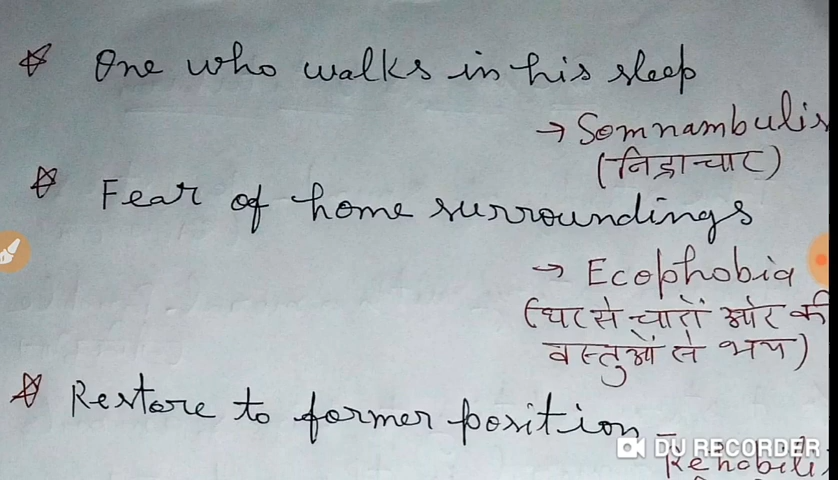 One who walks in his sleep
→ Somnambulis
(निद्राचार)
Fear of home surroundings
→ Ecophobia
(घर से चारों ओर की
वस्तुओं से भय)
Restore to former position
DU RECORDER
Rehabili